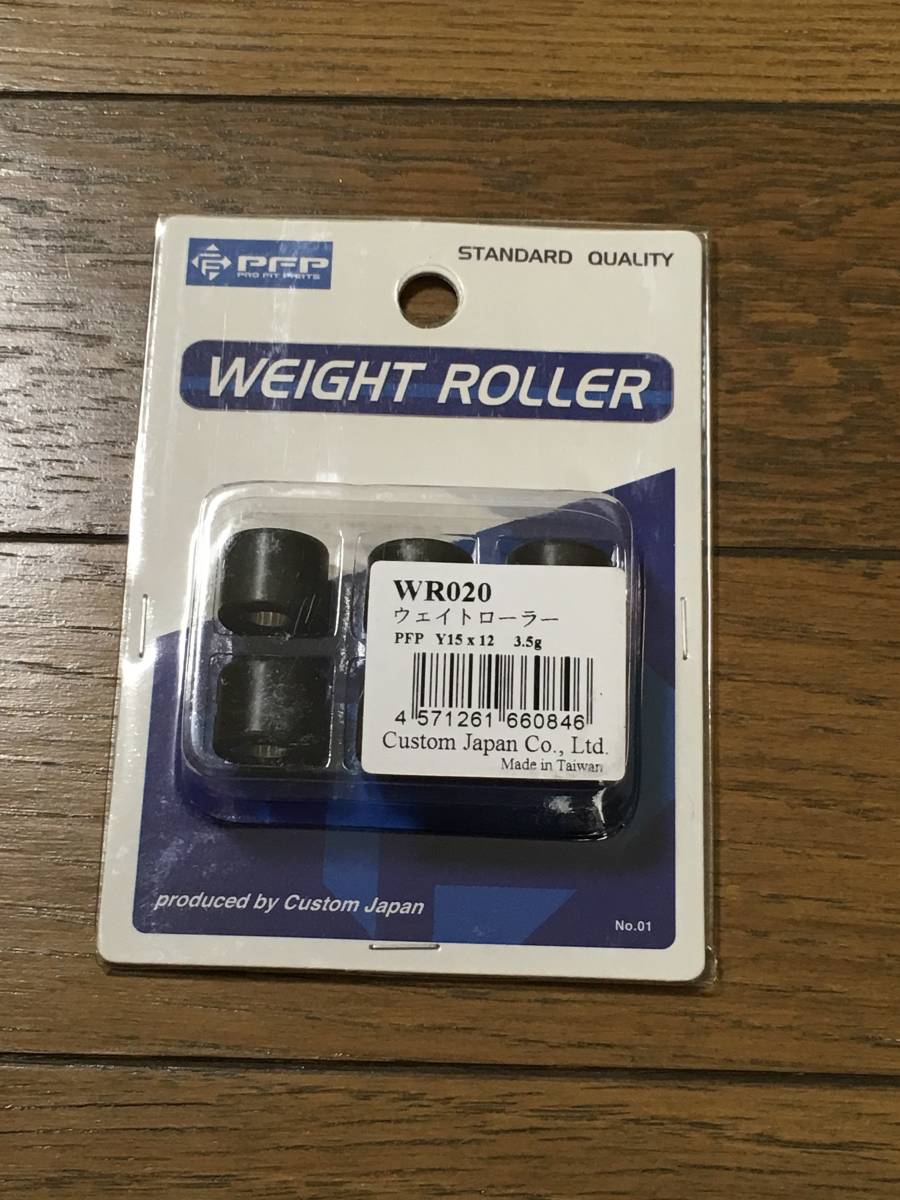 PFP
PRO FIT PARTS
STANDARD QUALITY
WEIGHT ROLLER
WR020
ウェイトローラー
PFP Y15 x 12 3.5g
4 571261 660846
Custom Japan Co., Ltd.
Made in Taiwan
produced by Custom Japan
No.01